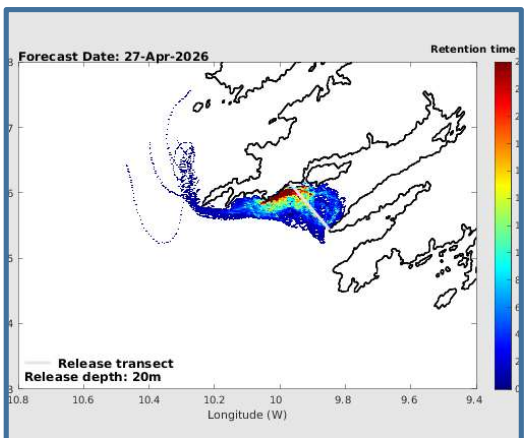 Retention time
Forecast Date: 27-Apr-2026
Release transect
Release depth: 20m
10.8 10.6 10.4 10.2 10 9.8 9.6 9.4
Longitude (W)